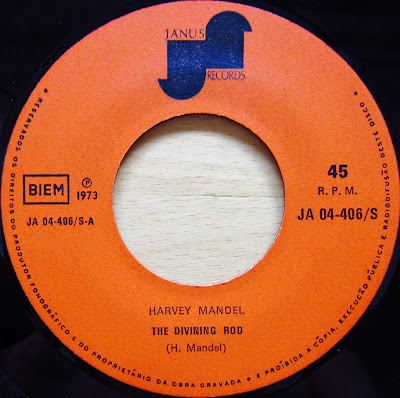 JANUS
RECORDS
BIEM
℗
1973
JA 04-406/S-A
45
R. P. M.
JA 04-406/S
HARVEY MANDEL
THE DIVINING ROD
(H. Mandel)
● RESERVADOS OS DIREITOS DO PRODUTOR FONOGRÁFICO E DO PROPRIETÁRIO DA OBRA GRAVADA ● É PROIBIDA A CÓPIA, EXECUÇÃO PÚBLICA E RADIODIFUSÃO DESTE DISCO ●